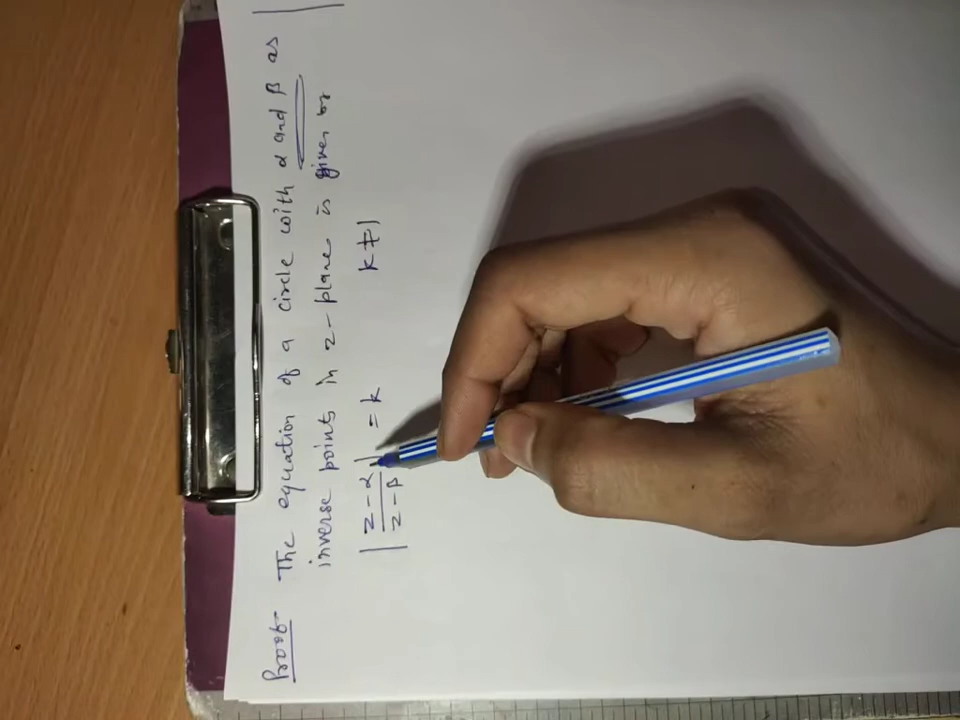 Proof- The equation of a circle with α and β as
inverse points in z-plane is given by
|z-α/z-β| = k k≠1